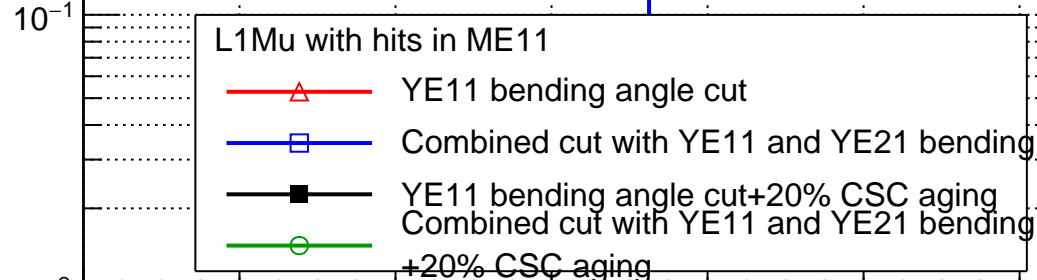 10⁻¹
L1Mu with hits in ME11
YE11 bending angle cut
Combined cut with YE11 and YE21 bending
YE11 bending angle cut+20% CSC aging
Combined cut with YE11 and YE21 bending
+20% CSC aging